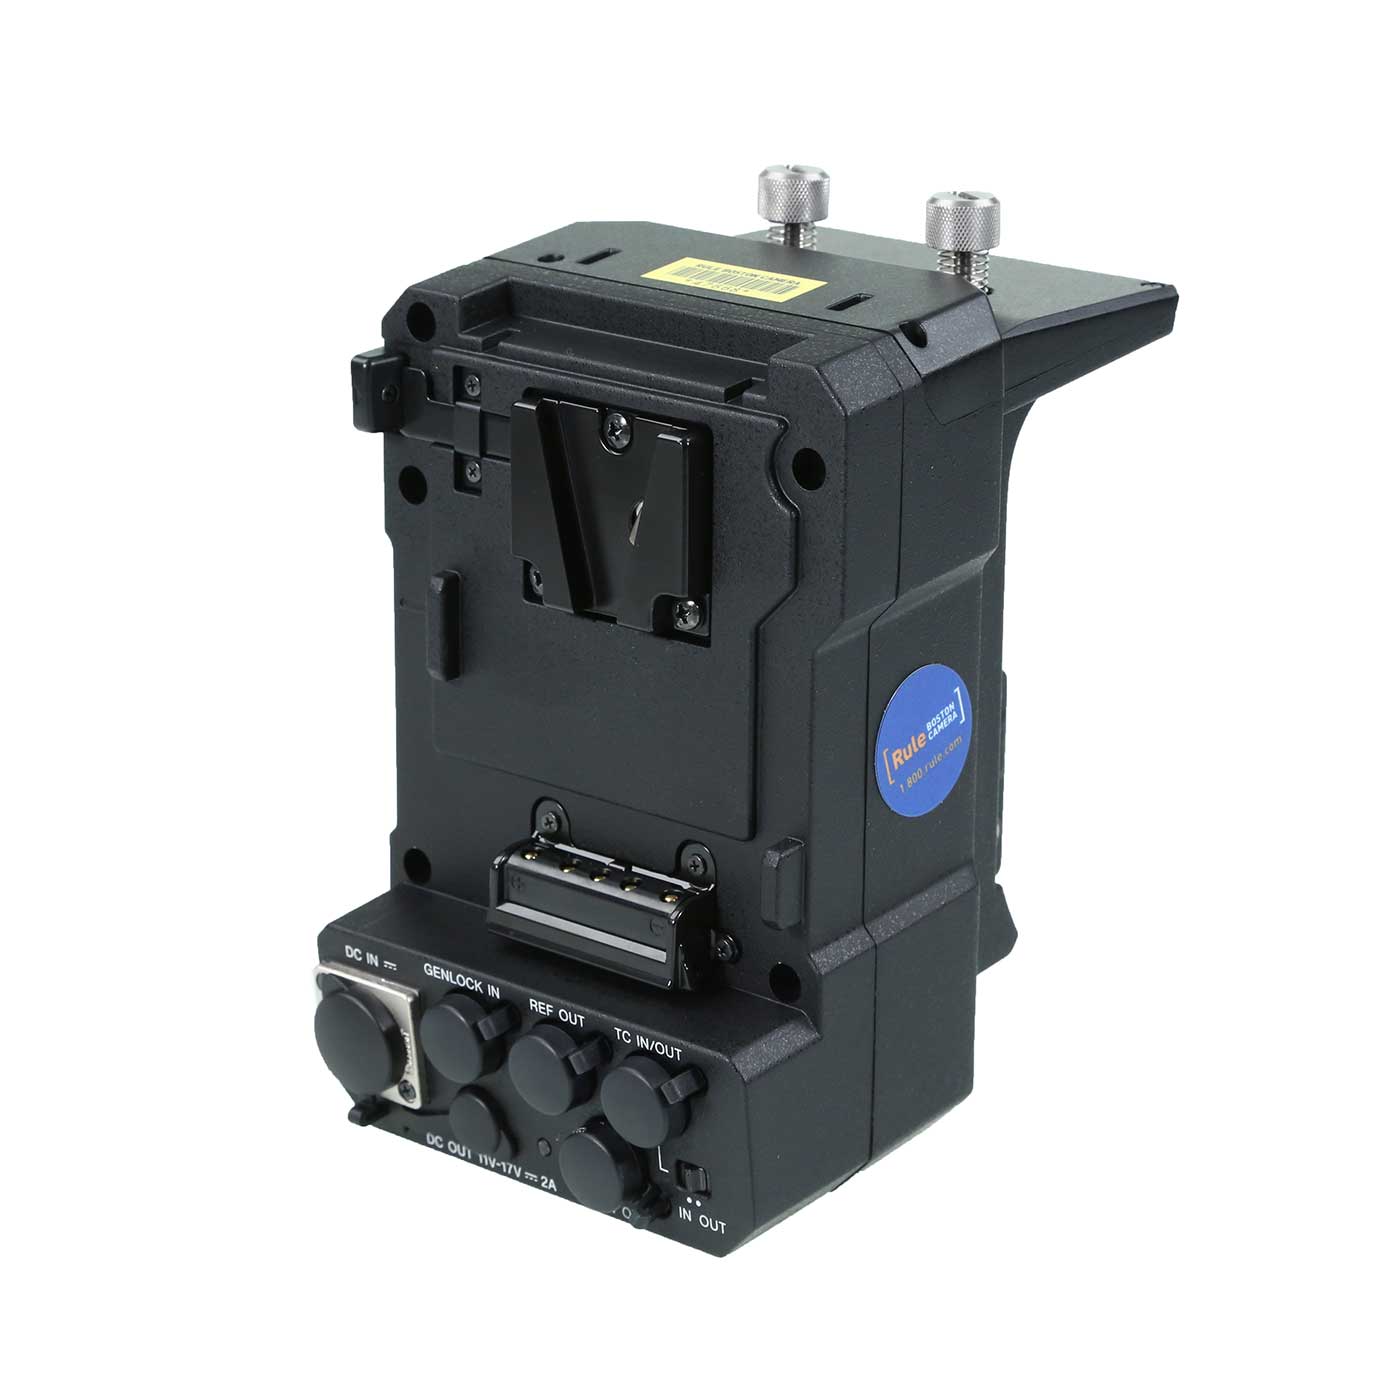 RULE BOSTON CAMERA
DC IN
GENLOCK IN
REF OUT
TC IN/OUT
DC OUT 11V-17V 2A
IN OUT
[Rule BOSTON CAMERA]
1 800 rule.com